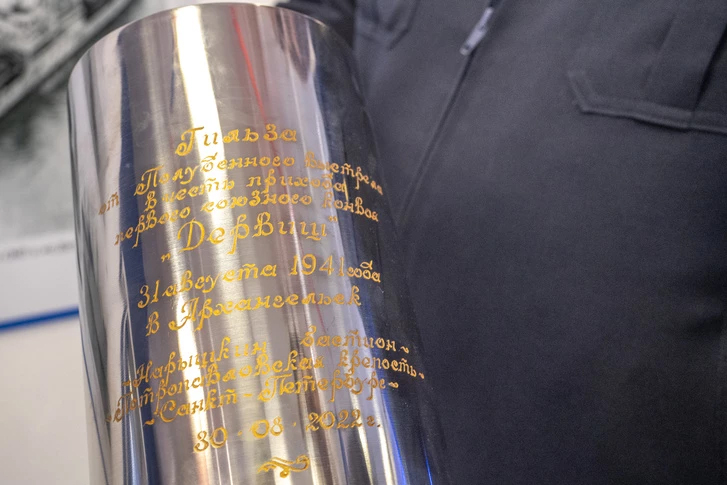 Гильза
от Полуденного выстрела
в честь прихода
первого союзного конвоя
"Дервиш"
31 августа 1941 года
в Архангельск
~Нарышкин бастион~
~Петропавловская крепость~
~Санкт-Петербург~
30·08·2022г.